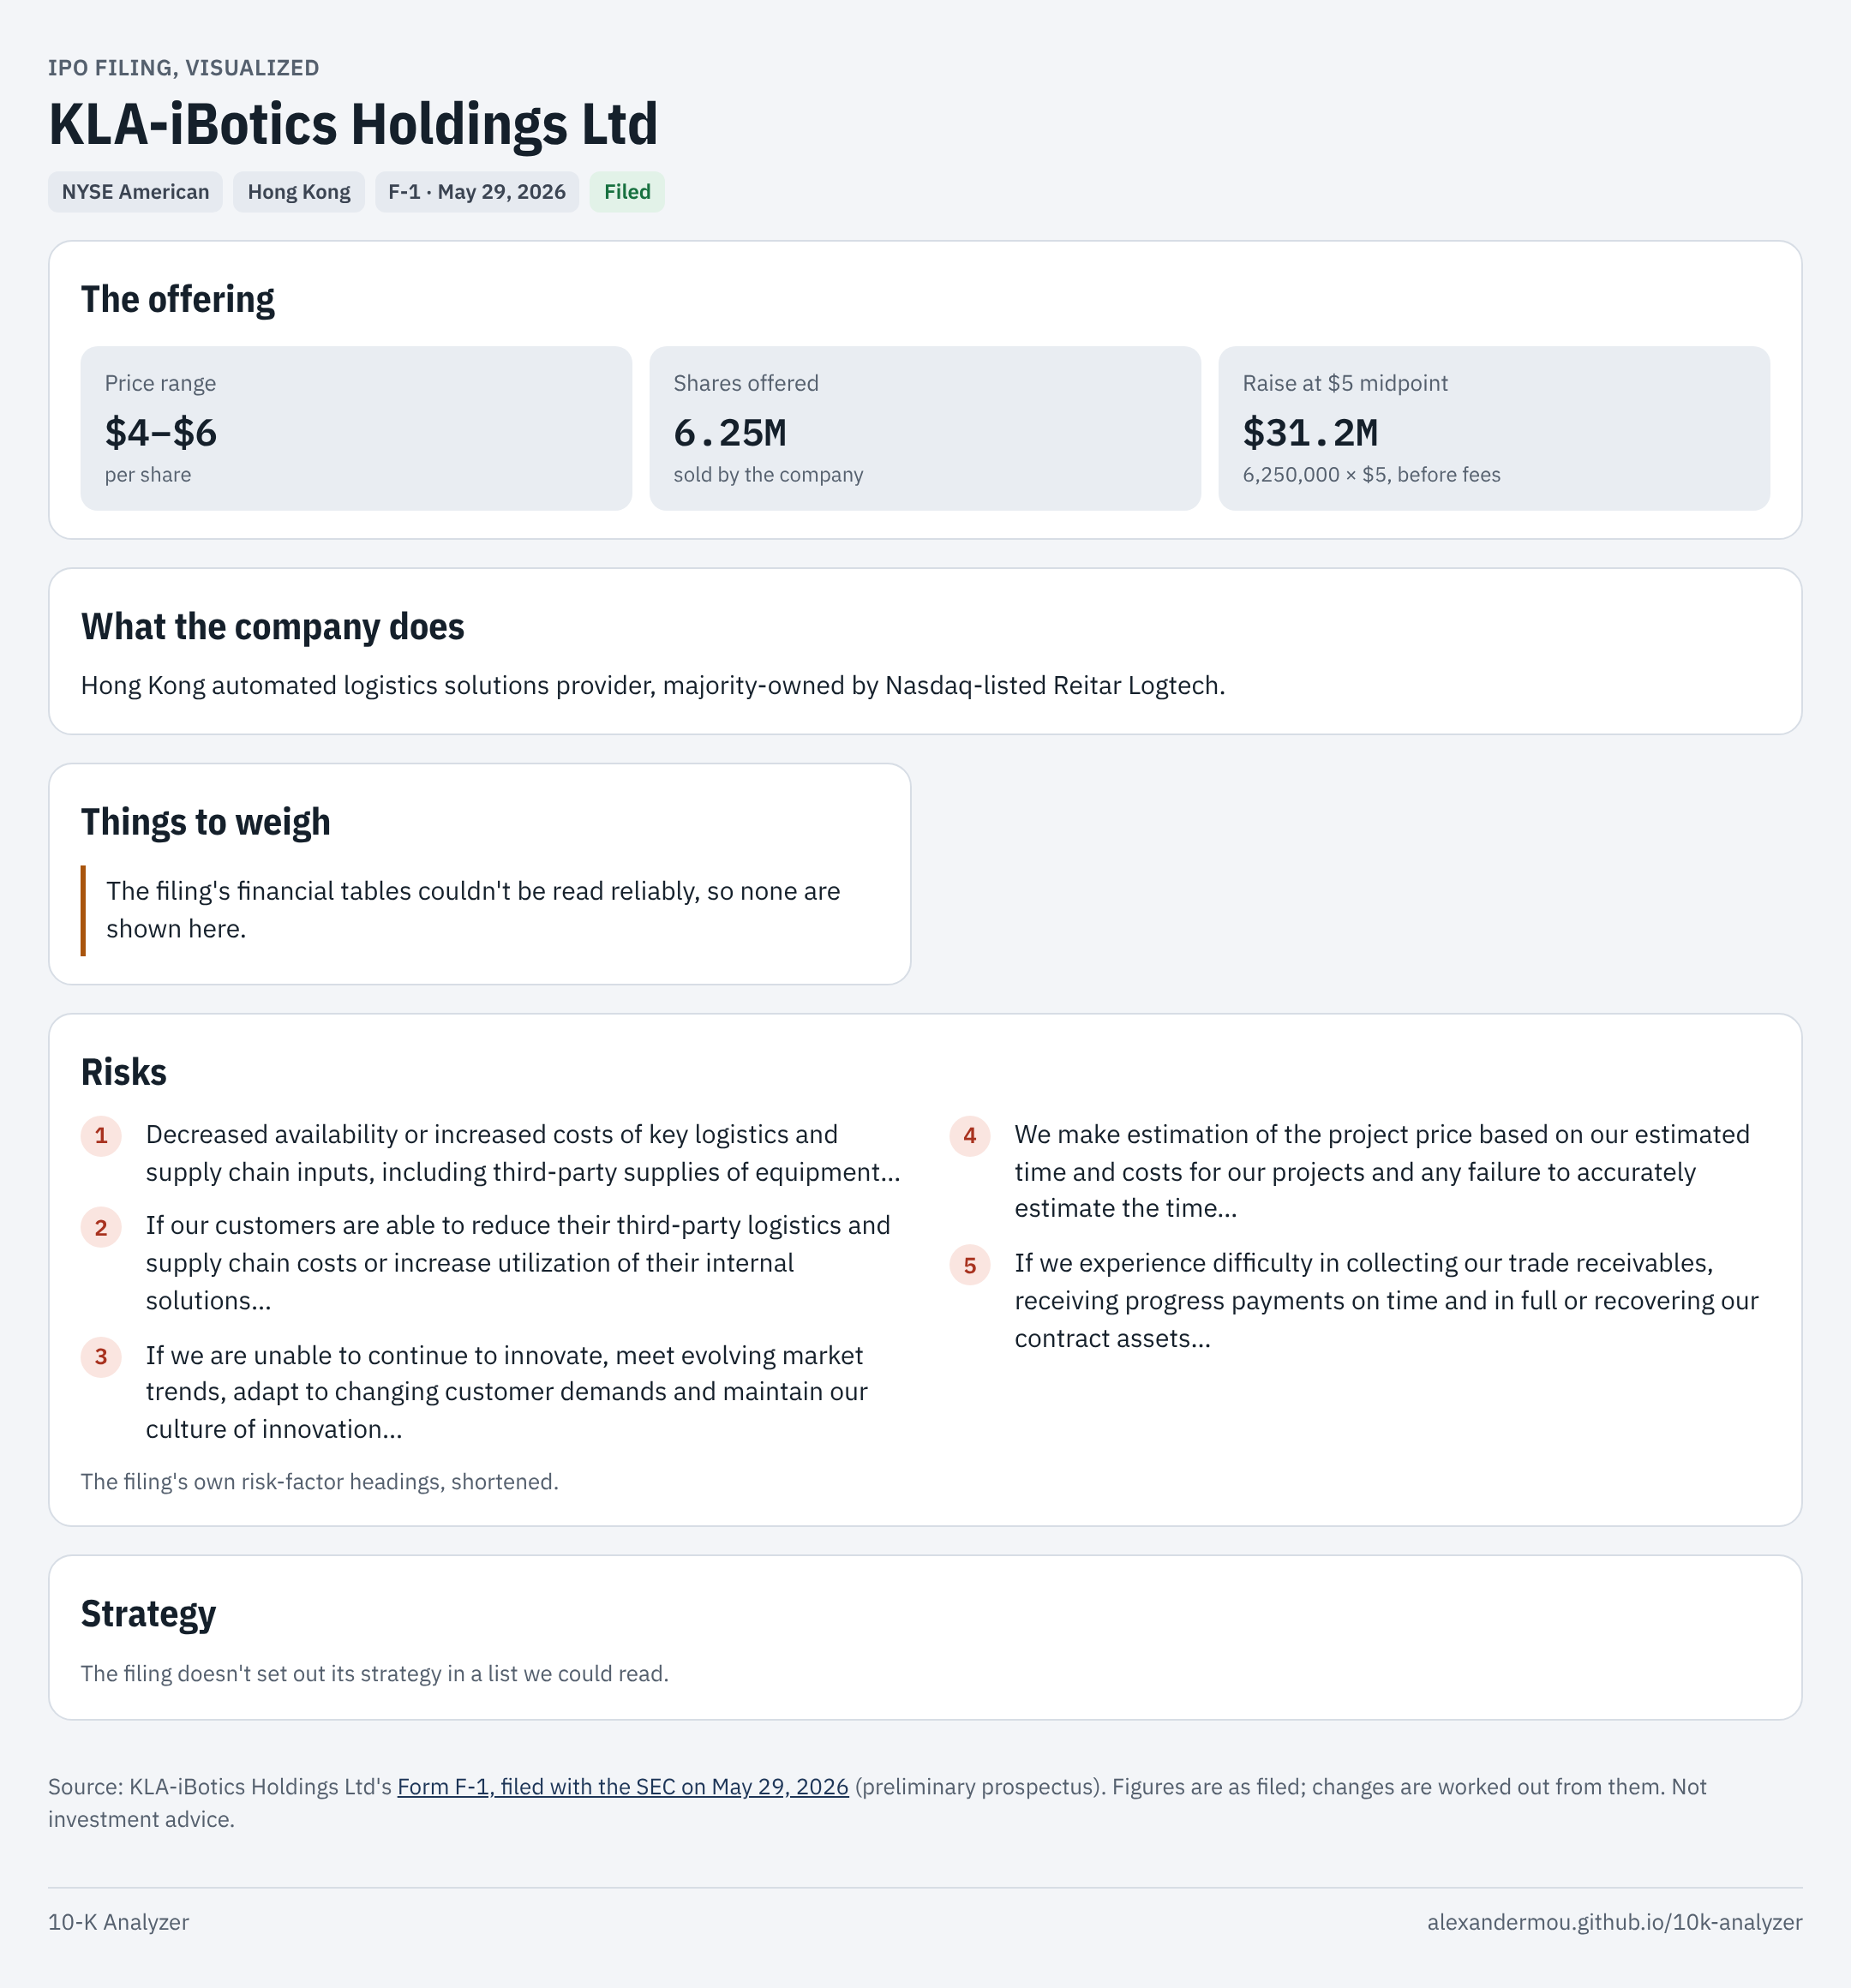 IPO FILING, VISUALIZED
KLA-iBotics Holdings Ltd
NYSE American
Hong Kong
F-1 · May 29, 2026
Filed
The offering
Price range
$4–$6
per share
Shares offered
6.25M
sold by the company
Raise at $5 midpoint
$31.2M
6,250,000 × $5, before fees
What the company does
Hong Kong automated logistics solutions provider, majority-owned by Nasdaq-listed Reitar Logtech.
Things to weigh
The filing's financial tables couldn't be read reliably, so none are
shown here.
Risks
1
Decreased availability or increased costs of key logistics and
supply chain inputs, including third-party supplies of equipment…
2
If our customers are able to reduce their third-party logistics and
supply chain costs or increase utilization of their internal
solutions…
3
If we are unable to continue to innovate, meet evolving market
trends, adapt to changing customer demands and maintain our
culture of innovation…
4
We make estimation of the project price based on our estimated
time and costs for our projects and any failure to accurately
estimate the time…
5
If we experience difficulty in collecting our trade receivables,
receiving progress payments on time and in full or recovering our
contract assets…
The filing's own risk-factor headings, shortened.
Strategy
The filing doesn't set out its strategy in a list we could read.
Source: KLA-iBotics Holdings Ltd's Form F-1, filed with the SEC on May 29, 2026 (preliminary prospectus). Figures are as filed; changes are worked out from them. Not
investment advice.
10-K Analyzer
alexandermou.github.io/10k-analyzer